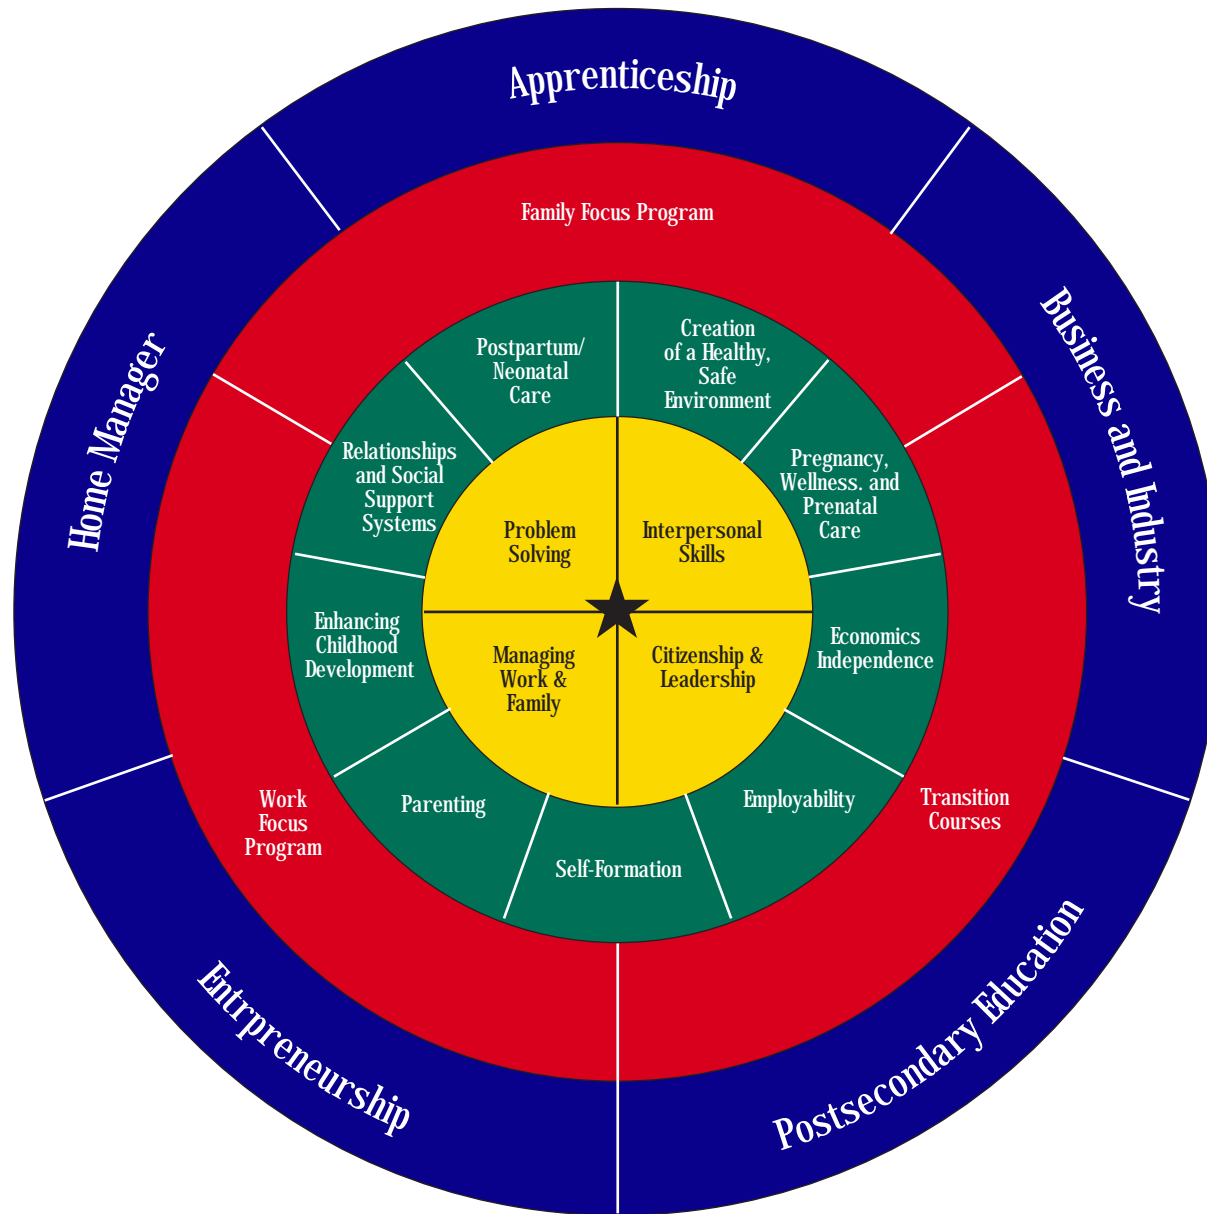 Apprenticeship
Business and Industry
Postsecondary Education
Entrpreneurship
Home Manager
Family Focus Program
Transition
Courses
Work
Focus
Program
Creation
of a Healthy,
Safe
Environment
Pregnancy,
Wellness. and
Prenatal
Care
Economics
Independence
Employability
Self-Formation
Parenting
Enhancing
Childhood
Development
Relationships
and Social
Support
Systems
Postpartum/
Neonatal
Care
Problem
Solving
Interpersonal
Skills
Managing
Work &
Family
Citizenship &
Leadership